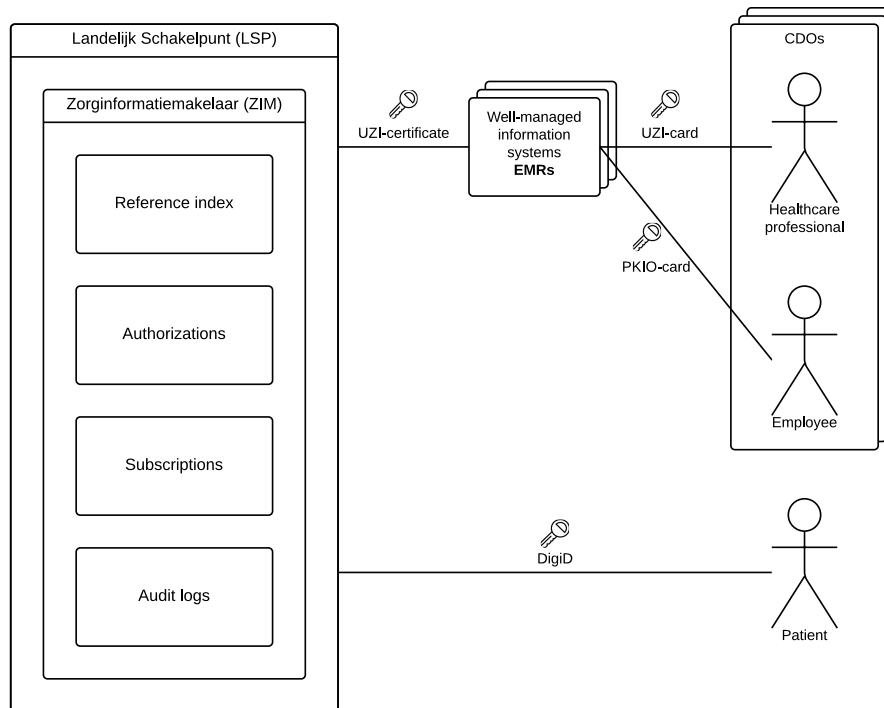 Landelijk Schakelpunt (LSP)
Zorginformatiemakelaar (ZIM)
Reference index
Authorizations
Subscriptions
Audit logs
UZI-certificate
Well-managed
information
systems
EMRs
UZI-card
PKIO-card
CDOs
Healthcare
professional
Employee
DigiD
Patient